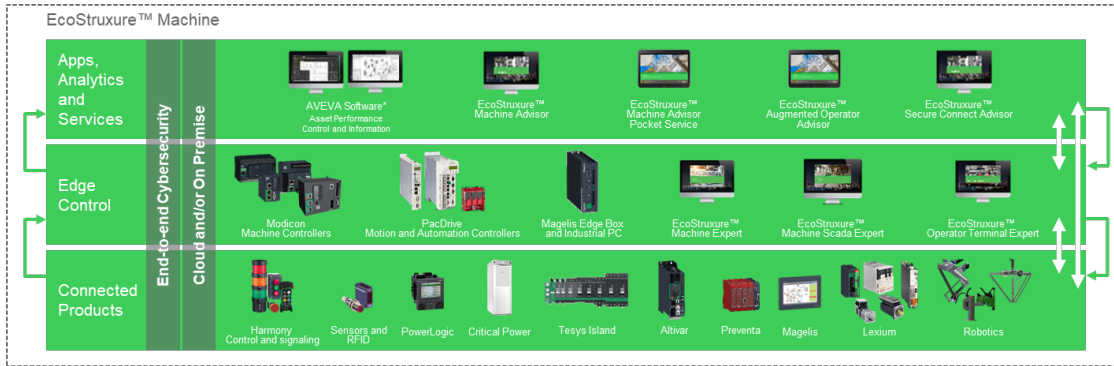 EcoStruxure™ Machine
Apps,
Analytics
and
Services
End-to-end Cybersecurity
Cloud and/or On Premise
AVEVA Software*
Asset Performance
Control and Information
EcoStruxure™
Machine Advisor
EcoStruxure™
Machine Advisor
Pocket Service
EcoStruxure™
Augmented Operator
Advisor
EcoStruxure™
Secure Connect Advisor
Edge
Control
Modicon
Machine Controllers
PacDrive
Motion and Automation Controllers
Magelis Edge Box
and Industrial PC
EcoStruxure™
Machine Expert
EcoStruxure™
Machine Scada Expert
EcoStruxure™
Operator Terminal Expert
Connected
Products
Harmony
Control and signaling
Sensors and
RFID
PowerLogic
Critical Power
Tesys Island
Altivar
Preventa
Magelis
Lexium
Robotics